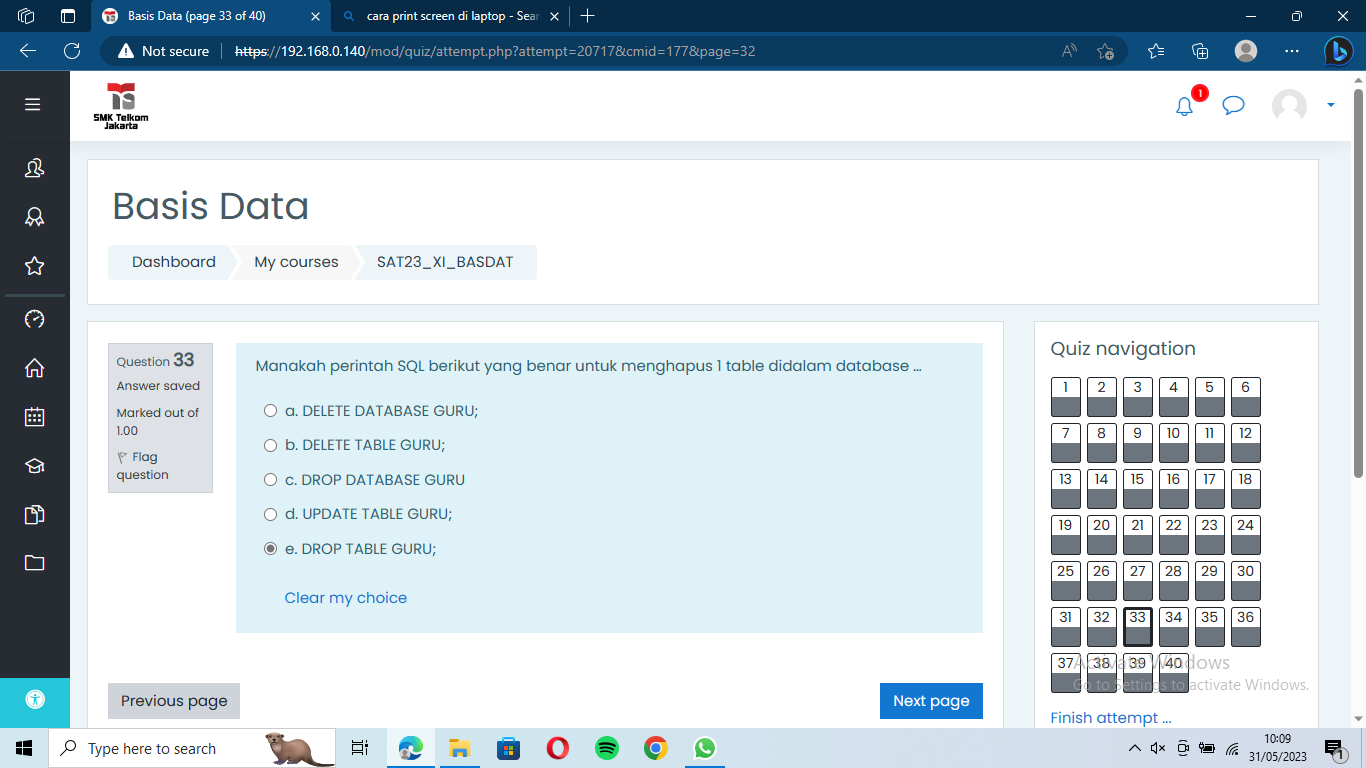 Basis Data (page 33 of 40)
cara print screen di laptop - Sear
Not secure
https://192.168.0.140/mod/quiz/attempt.php?attempt=20717&cmid=177&page=32
SMK Telkom
Jakarta
1
Basis Data
Dashboard
My courses
SAT23_XI_BASDAT
Question 33
Answer saved
Marked out of
1.00
Flag
question
Manakah perintah SQL berikut yang benar untuk menghapus 1 table didalam database ...
a. DELETE DATABASE GURU;
b. DELETE TABLE GURU;
c. DROP DATABASE GURU
d. UPDATE TABLE GURU;
e. DROP TABLE GURU;
Clear my choice
Previous page
Next page
Quiz navigation
1 2 3 4 5 6
7 8 9 10 11 12
13 14 15 16 17 18
19 20 21 22 23 24
25 26 27 28 29 30
31 32 33 34 35 36
37 38 39 40
Activate Windows
Go to Settings to activate Windows.
Finish attempt ...
Type here to search
10:09
31/05/2023
1